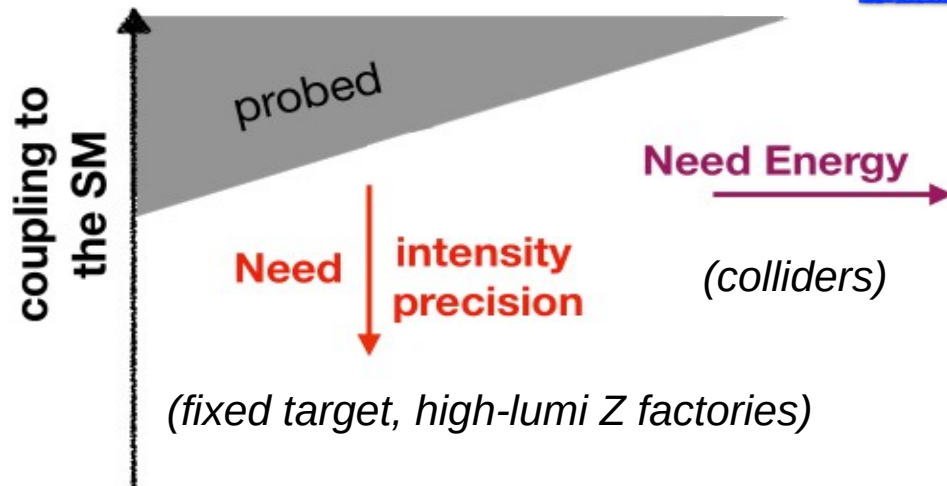 coupling to
the SM
probed
Need Energy
(colliders)
Need
intensity
precision
(fixed target, high-lumi Z factories)